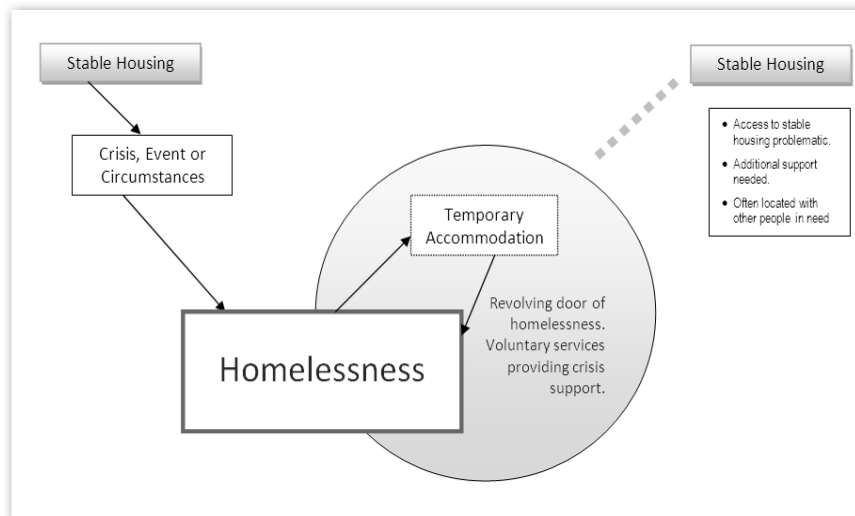 Stable Housing
Stable Housing
Crisis, Event or
Circumstances
• Access to stable
housing problematic.
• Additional support
needed.
• Often located with
other people in need
Temporary
Accommodation
Revolving door of
homelessness.
Voluntary services
providing crisis
support.
Homelessness